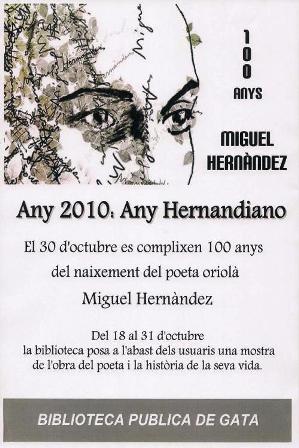 100
ANYS
MIGUEL
HERNÀNDEZ
Any 2010: Any Hernandiano
El 30 d'octubre es complixen 100 anys
del naixement del poeta oriolà
Miguel Hernàndez
Del 18 al 31 d'octubre
la biblioteca posa a l'abast dels usuaris una mostra
de l'obra del poeta i la història de la seva vida.
BIBLIOTECA PUBLICA DE GATA